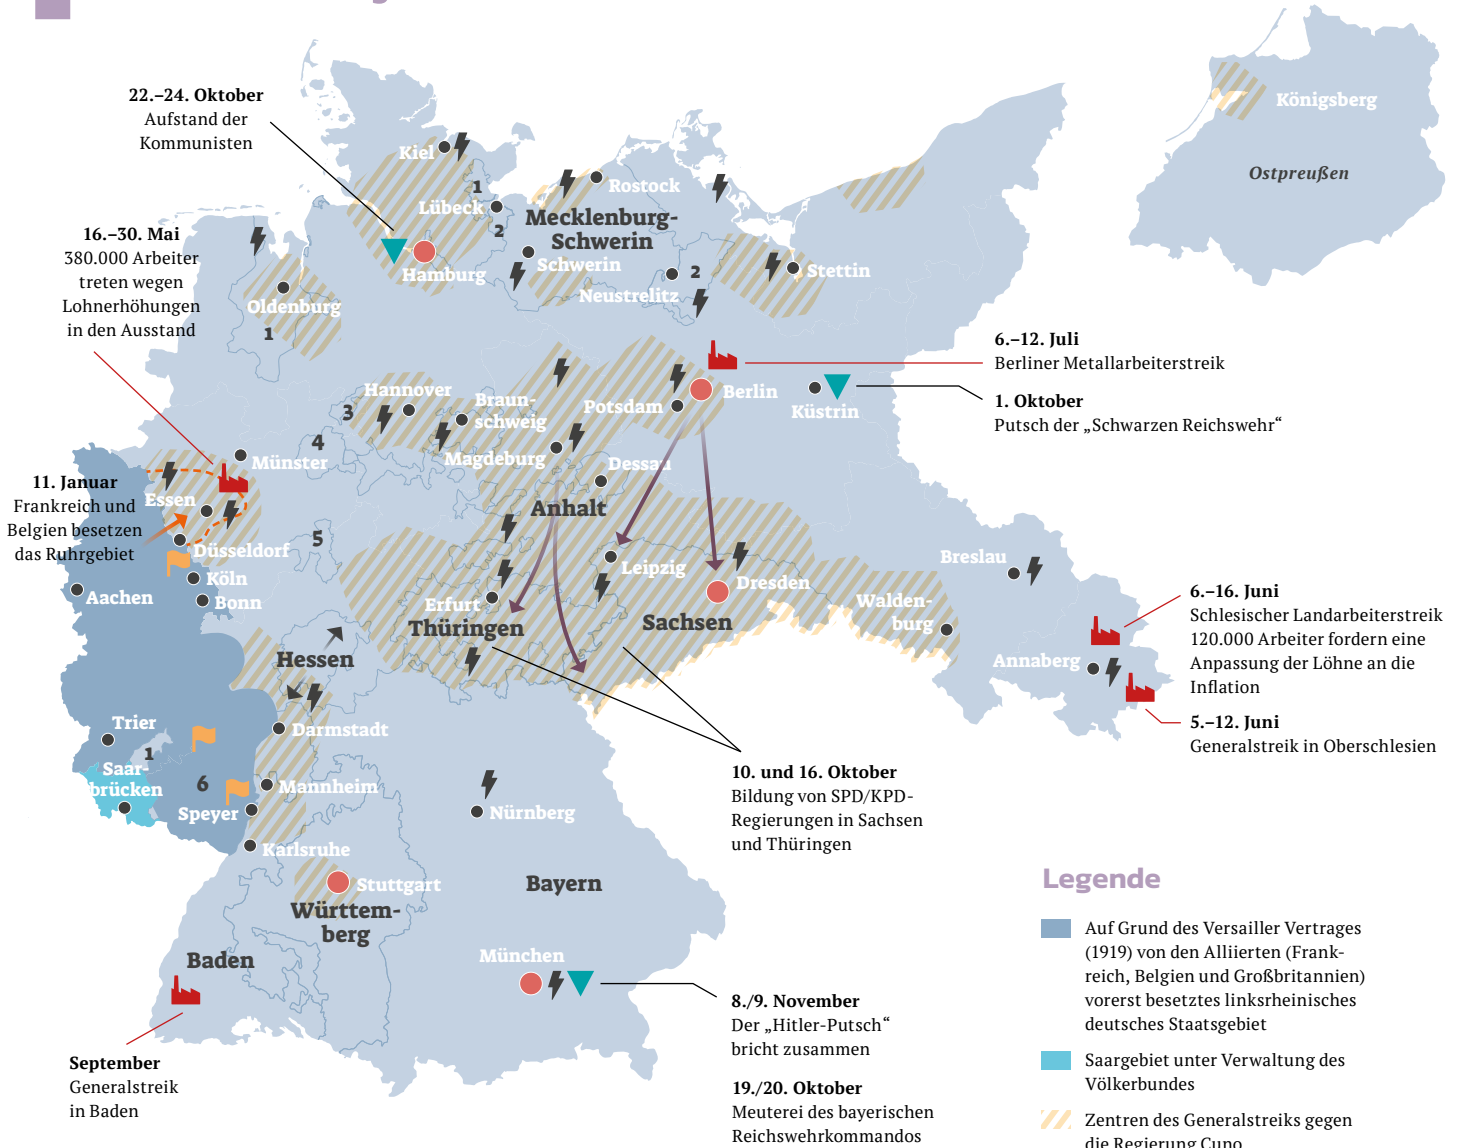 22.–24. Oktober
Aufstand der
Kommunisten
16.–30. Mai
380.000 Arbeiter
treten wegen
Lohnerhöhungen
in den Ausstand
11. Januar
Frankreich und
Belgien besetzen
das Ruhrgebiet
Kiel
1
Lübeck
2
Hamburg
Rostock
Mecklenburg-
Schwerin
Schwerin
2
Neustrelitz
Stettin
Königsberg
Ostpreußen
Oldenburg
1
Hannover
3
4
Braun-
schweig
Magdeburg
Potsdam
Berlin
Küstrin
6.–12. Juli
Berliner Metallarbeiterstreik
1. Oktober
Putsch der „Schwarzen Reichswehr“
Münster
Essen
Düsseldorf
Köln
Bonn
Aachen
5
Dessau
Anhalt
Leipzig
Dresden
Sachsen
Erfurt
Thüringen
Hessen
Walden-
burg
Breslau
Annaberg
6.–16. Juni
Schlesischer Landarbeiterstreik
120.000 Arbeiter fordern eine
Anpassung der Löhne an die
Inflation
5.–12. Juni
Generalstreik in Oberschlesien
10. und 16. Oktober
Bildung von SPD/KPD-
Regierungen in Sachsen
und Thüringen
Trier
1
Saar-
brücken
6
Speyer
Darmstadt
Mannheim
Karlsruhe
Nürnberg
Stuttgart
Württem-
berg
Bayern
Baden
München
September
Generalstreik
in Baden
8./9. November
Der „Hitler-Putsch“
bricht zusammen
19./20. Oktober
Meuterei des bayerischen
Reichswehrkommandos
Legende
Auf Grund des Versailler Vertrages
(1919) von den Alliierten (Frank-
reich, Belgien und Großbritannien)
vorerst besetztes linksrheinisches
deutsches Staatsgebiet
Saargebiet unter Verwaltung des
Völkerbundes
Zentren des Generalstreiks gegen
die Regierung Cuno